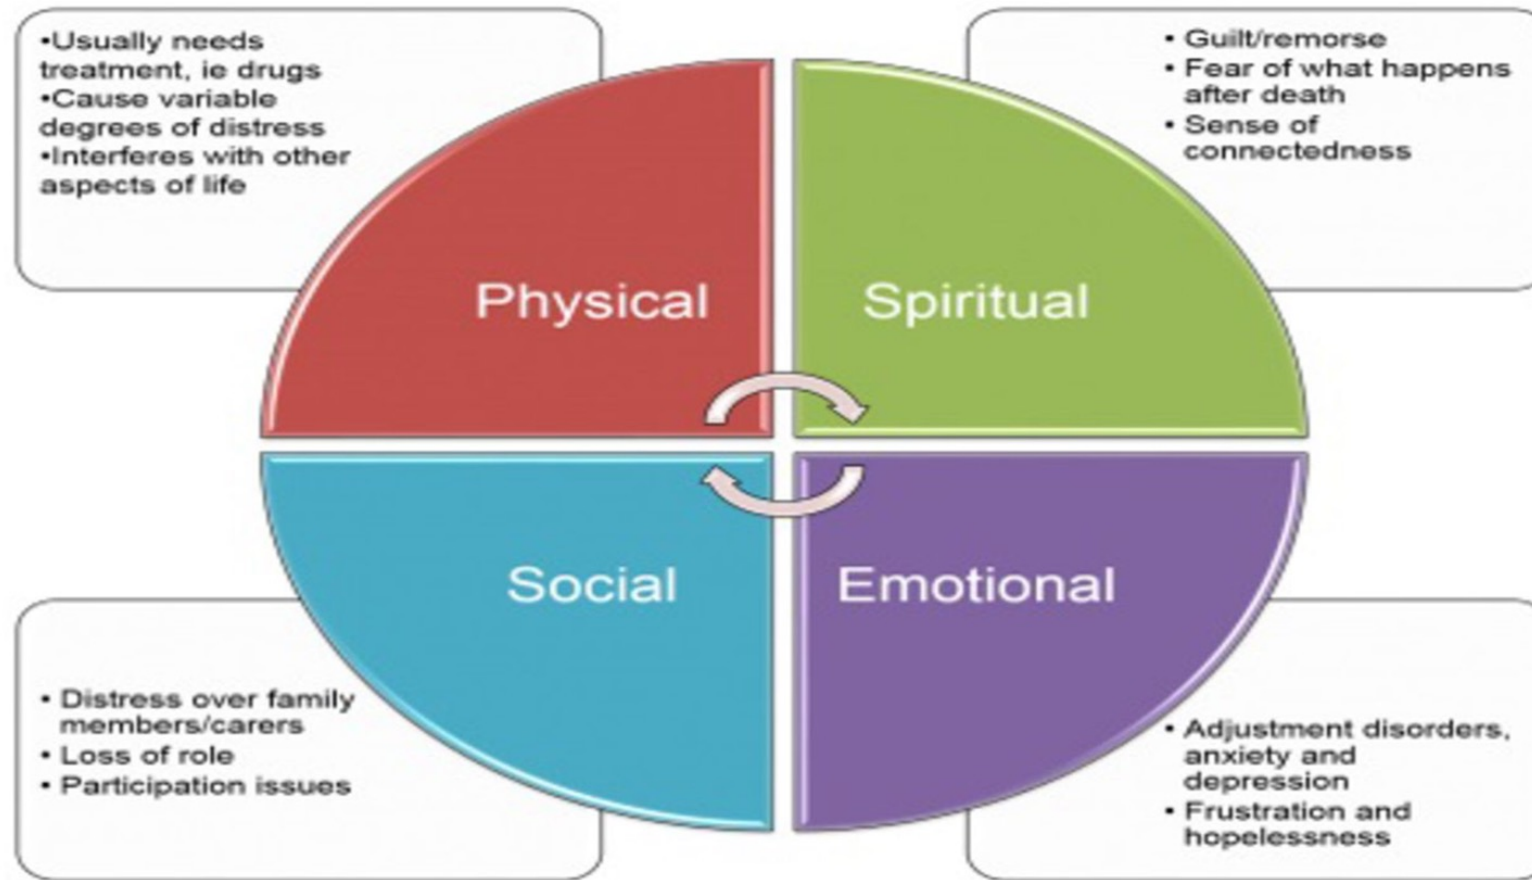 •Usually needs
treatment, ie drugs
•Cause variable
degrees of distress
•Interferes with other
aspects of life
• Guilt/remorse
• Fear of what happens
after death
• Sense of
connectedness
Physical
Spiritual
Social
Emotional
• Distress over family
members/carers
• Loss of role
• Participation issues
• Adjustment disorders,
anxiety and
depression
• Frustration and
hopelessness